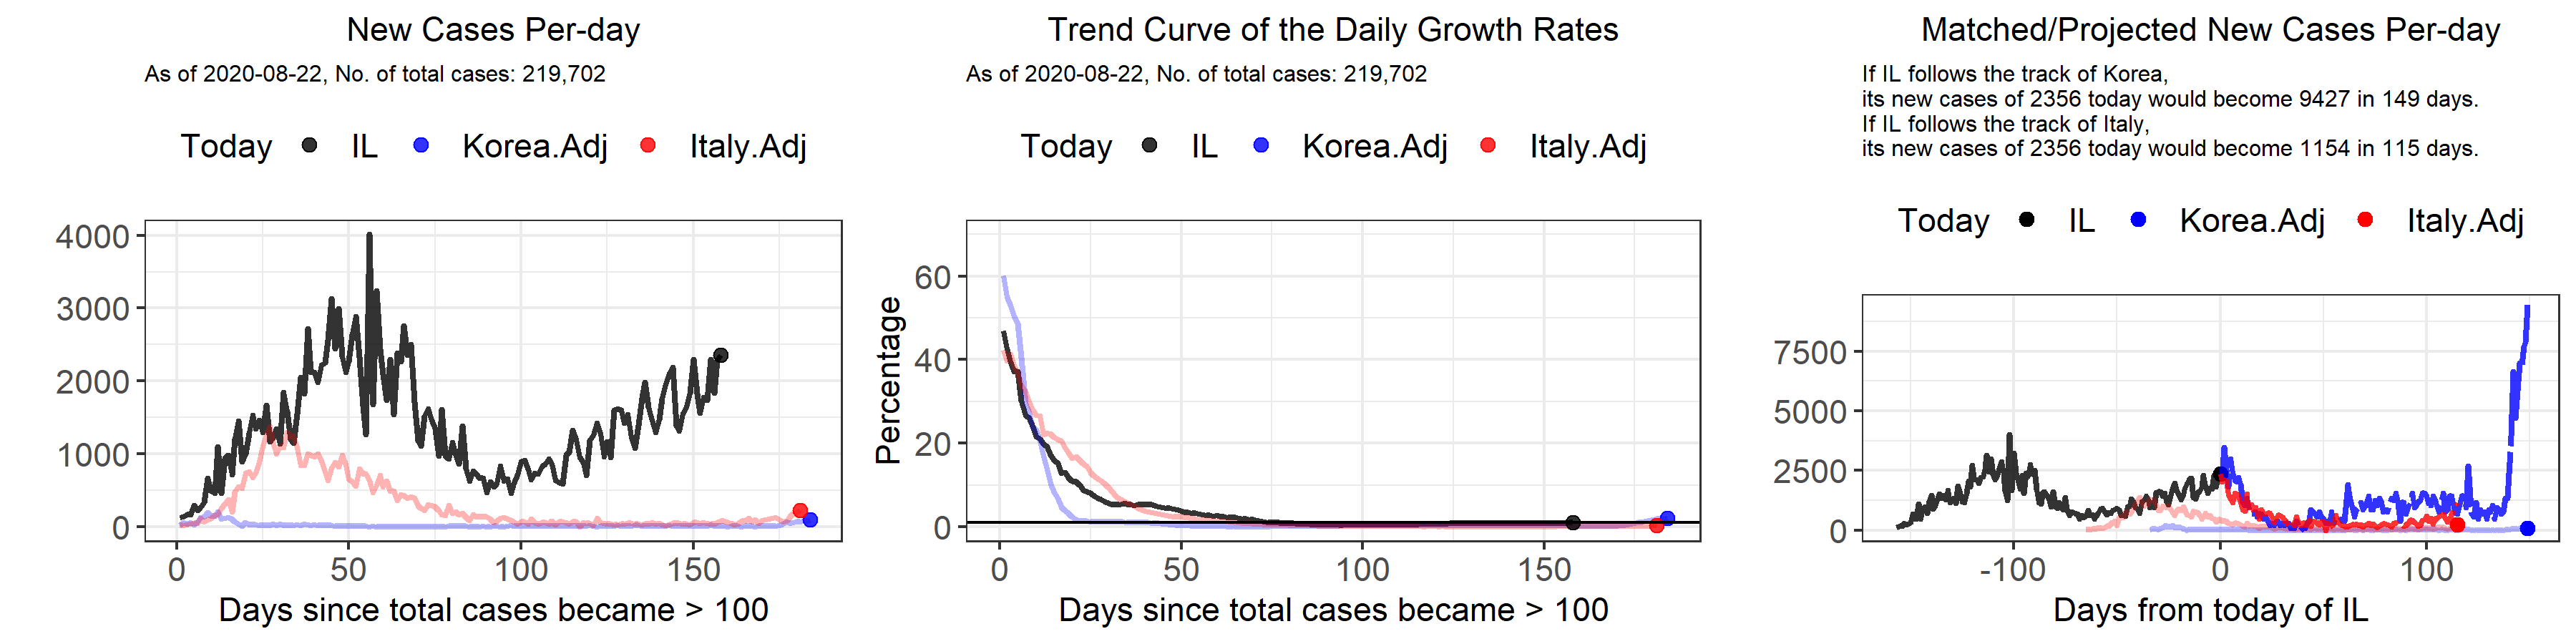 New Cases Per-day
As of 2020-08-22, No. of total cases: 219,702
Today IL Korea.Adj Italy.Adj
4000
3000
2000
1000
0
0 50 100 150
Days since total cases became > 100
Trend Curve of the Daily Growth Rates
As of 2020-08-22, No. of total cases: 219,702
Today IL Korea.Adj Italy.Adj
Percentage
60
40
20
0
0 50 100 150
Days since total cases became > 100
Matched/Projected New Cases Per-day
If IL follows the track of Korea,
its new cases of 2356 today would become 9427 in 149 days.
If IL follows the track of Italy,
its new cases of 2356 today would become 1154 in 115 days.
Today IL Korea.Adj Italy.Adj
7500
5000
2500
0
-100 0 100
Days from today of IL